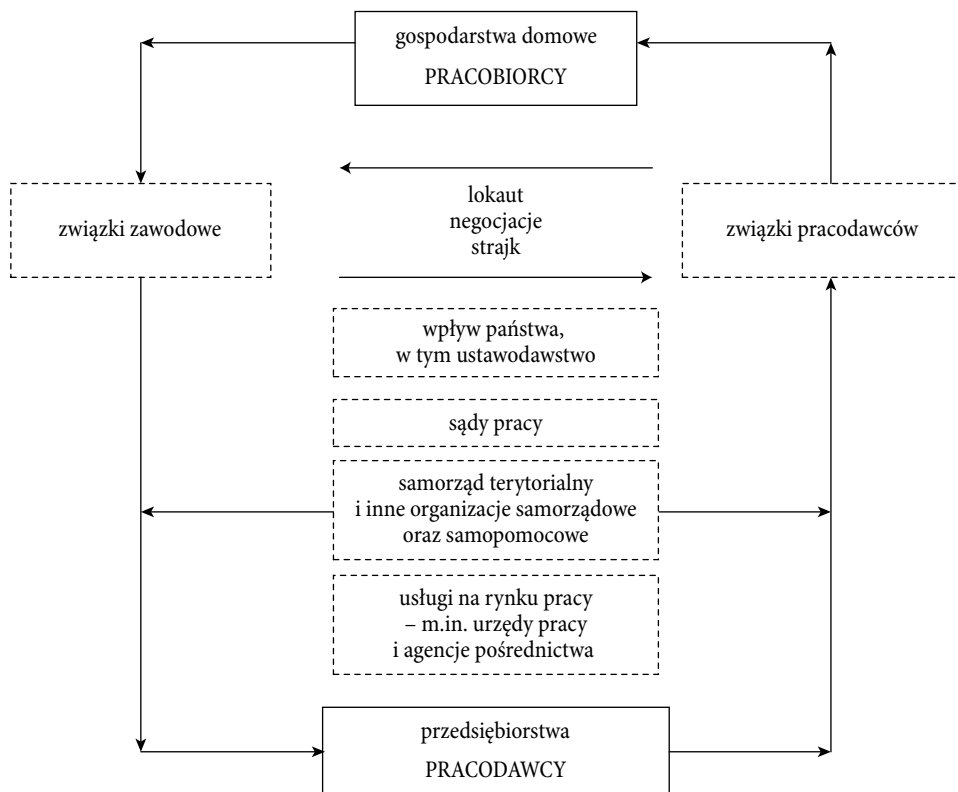 gospodarstwa domowe
PRACOBIORCY
związki zawodowe
lokaut
negocjacje
strajk
związki pracodawców
wpływ państwa,
w tym ustawodawstwo
sądy pracy
samorząd terytorialny
i inne organizacje samorządowe
oraz samopomocowe
usługi na rynku pracy
– m.in. urzędy pracy
i agencje pośrednictwa
przedsiębiorstwa
PRACODAWCY